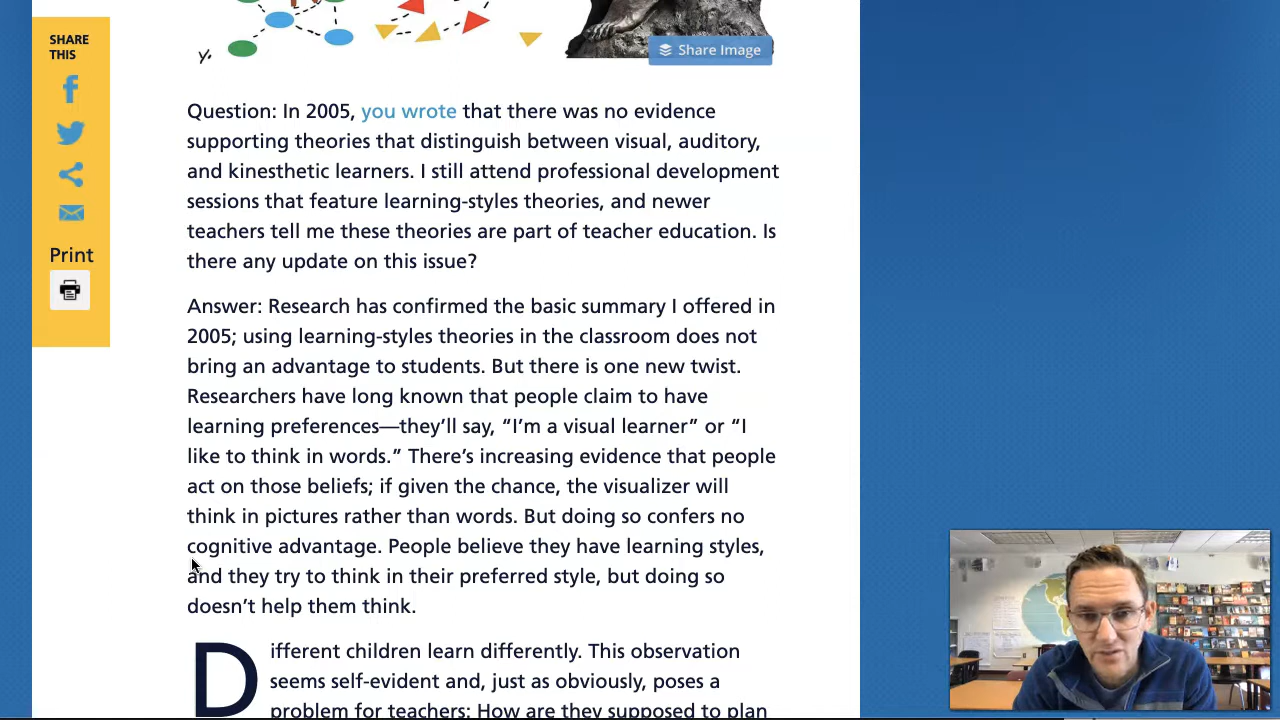 SHARE
THIS
Print
y.
Share Image
Question: In 2005, you wrote that there was no evidence
supporting theories that distinguish between visual, auditory,
and kinesthetic learners. I still attend professional development
sessions that feature learning-styles theories, and newer
teachers tell me these theories are part of teacher education. Is
there any update on this issue?
Answer: Research has confirmed the basic summary I offered in
2005; using learning-styles theories in the classroom does not
bring an advantage to students. But there is one new twist.
Researchers have long known that people claim to have
learning preferences—they’ll say, “I’m a visual learner” or “I
like to think in words.” There’s increasing evidence that people
act on those beliefs; if given the chance, the visualizer will
think in pictures rather than words. But doing so confers no
cognitive advantage. People believe they have learning styles,
and they try to think in their preferred style, but doing so
doesn’t help them think.
Different children learn differently. This observation
seems self-evident and, just as obviously, poses a
problem for teachers: How are they supposed to plan